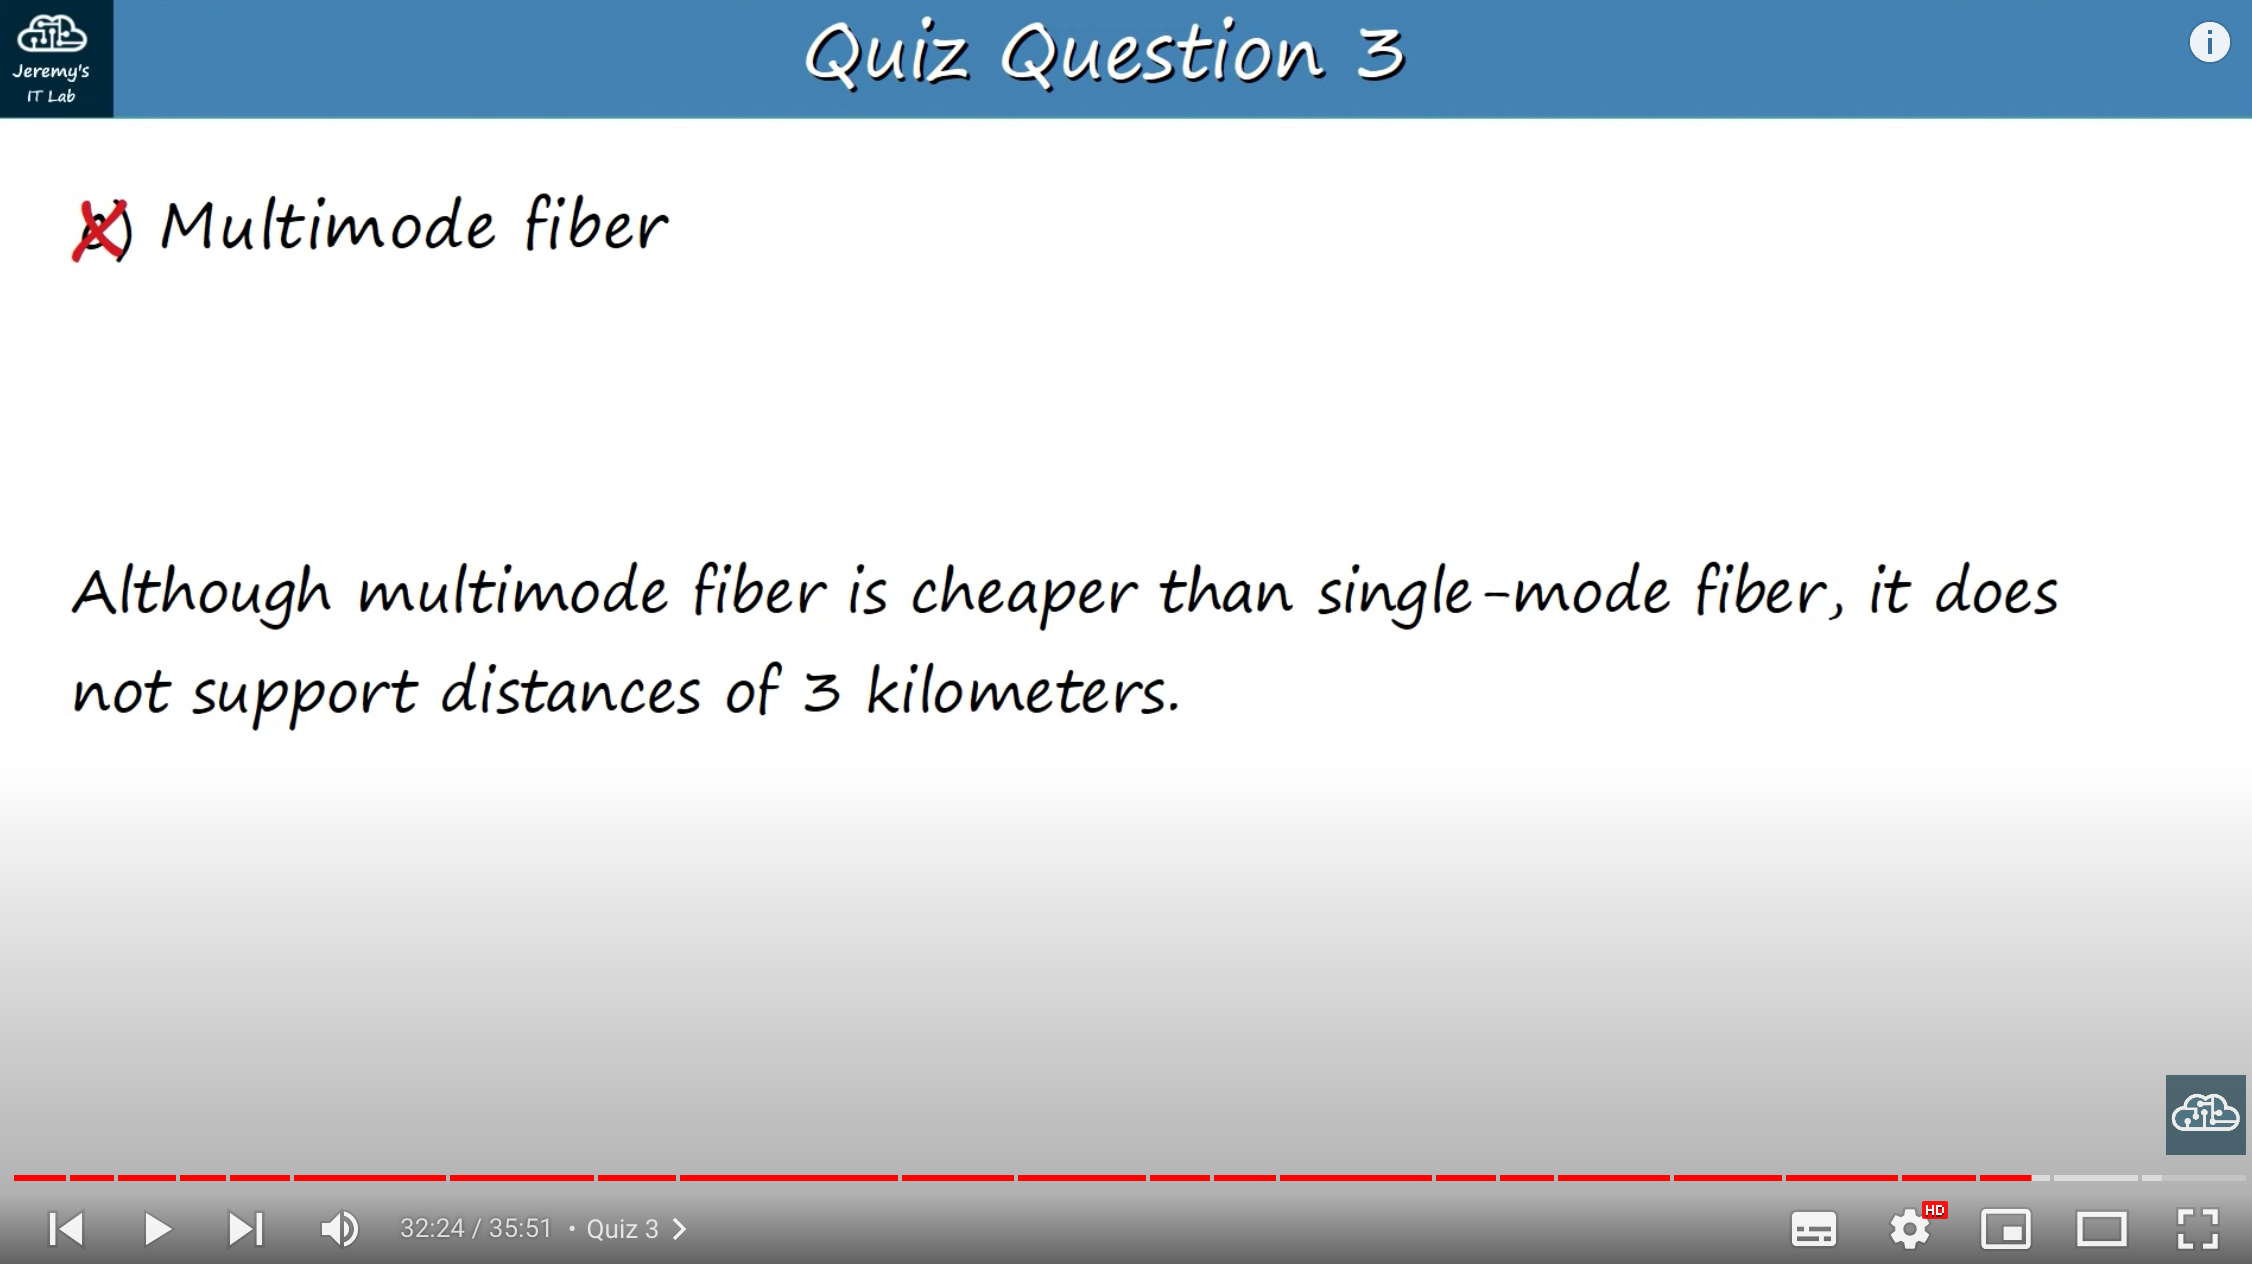 Quiz Question 3
Jeremy's
IT Lab
Multimode fiber
Although multimode fiber is cheaper than single-mode fiber, it does
not support distances of 3 kilometers.
HD
32:24 / 35:51 • Quiz 3